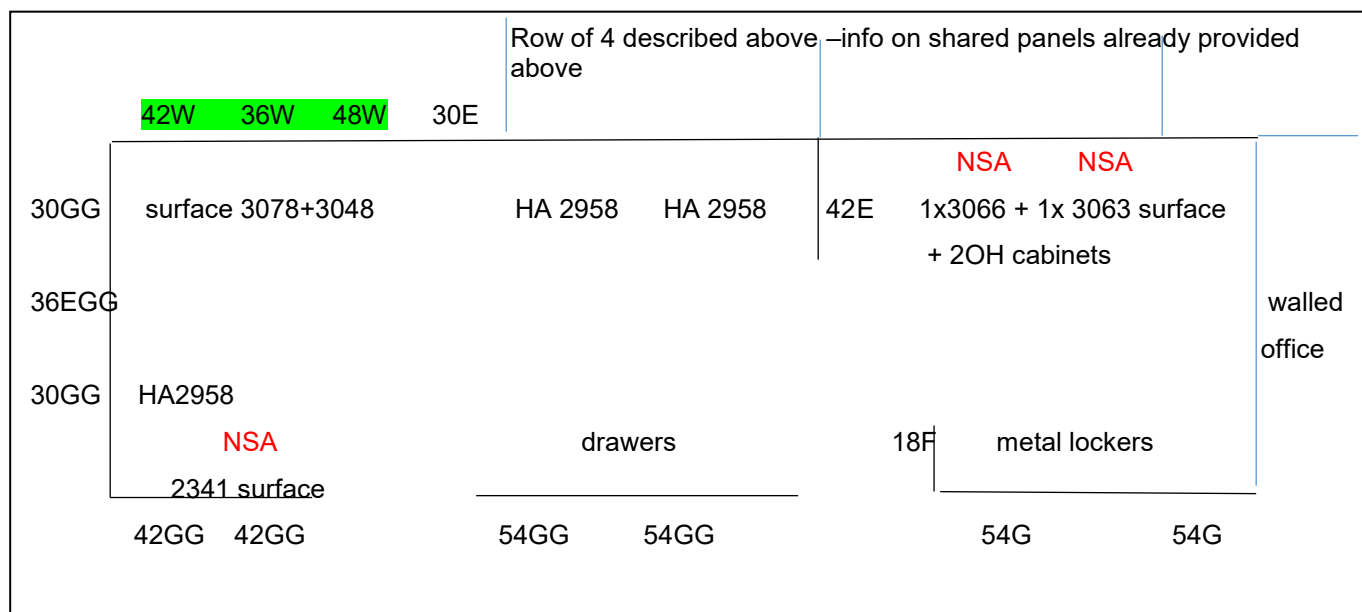 Row of 4 described above –info on shared panels already provided
above
42W 36W 48W 30E
NSA NSA
30GG surface 3078+3048 HA 2958 HA 2958 42E 1x3066 + 1x 3063 surface
+ 2OH cabinets
36EGG walled
office
30GG HA2958
NSA drawers 18F metal lockers
2341 surface
42GG 42GG 54GG 54GG 54G 54G